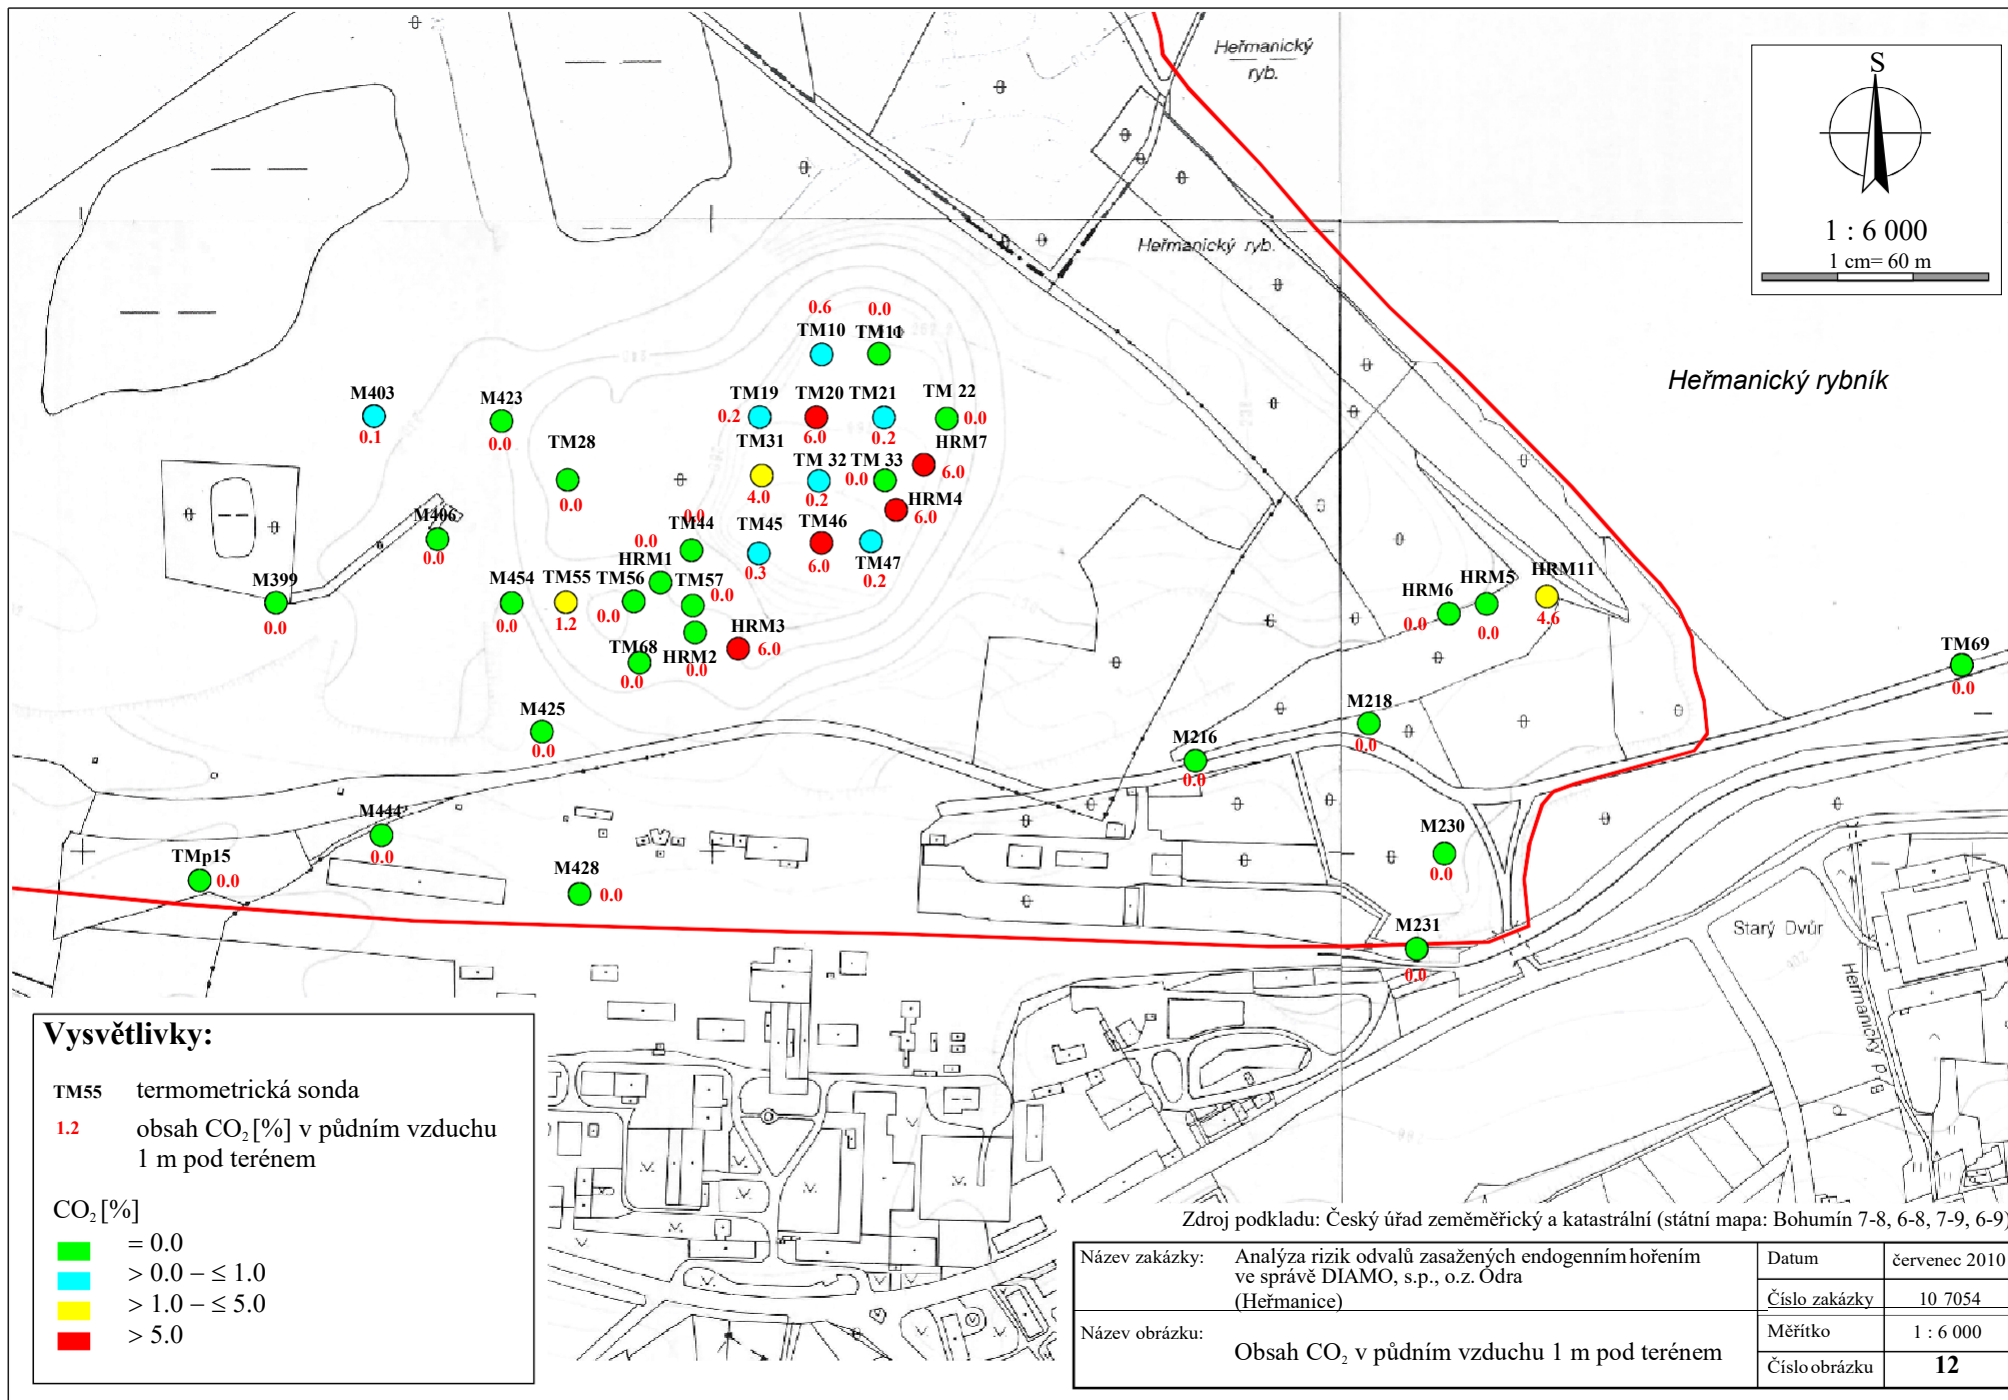 Heřmanický
ryb.
S
1 : 6 000
1 cm= 60 m
Heřmanický ryb.
Heřmanický rybník
0.6
0.0
TM10
TM11
M403
0.1
M423
0.0
TM28
0.0
TM19
0.2
TM20
6.0
TM21
0.2
TM 22
0.0
HRM7
6.0
TM31
4.0
TM 32
0.2
TM 33
0.0
HRM4
6.0
M406
0.0
0.0
TM44
TM45
0.3
TM46
6.0
TM47
0.2
0.0
HRM1
M399
0.0
M454
0.0
TM55
1.2
TM56
0.0
TM57
0.0
HRM2
0.0
HRM3
6.0
TM68
0.0
HRM6
0.0
HRM5
0.0
HRM11
4.6
TM69
0.0
M425
0.0
M216
0.0
M218
0.0
M444
0.0
TMp15
0.0
M428
0.0
M230
0.0
M231
0.0
Starý Dvůr
Heřmanický
Vysvětlivky:
TM55 termometrická sonda
1.2 obsah CO₂ [%] v půdním vzduchu
1 m pod terénem
CO₂ [%]
= 0.0
> 0.0 – ≤ 1.0
> 1.0 – ≤ 5.0
> 5.0
Zdroj podkladu: Český úřad zeměměřický a katastrální (státní mapa: Bohumín 7-8, 6-8, 7-9, 6-9)
Název zakázky: Analýza rizik odvalů zasažených endogenním hořením
ve správě DIAMO, s.p., o.z. Odra
(Heřmanice)
Název obrázku: Obsah CO₂ v půdním vzduchu 1 m pod terénem
Datum červenec 2010
Číslo zakázky 10 7054
Měřítko 1 : 6 000
Číslo obrázku 12